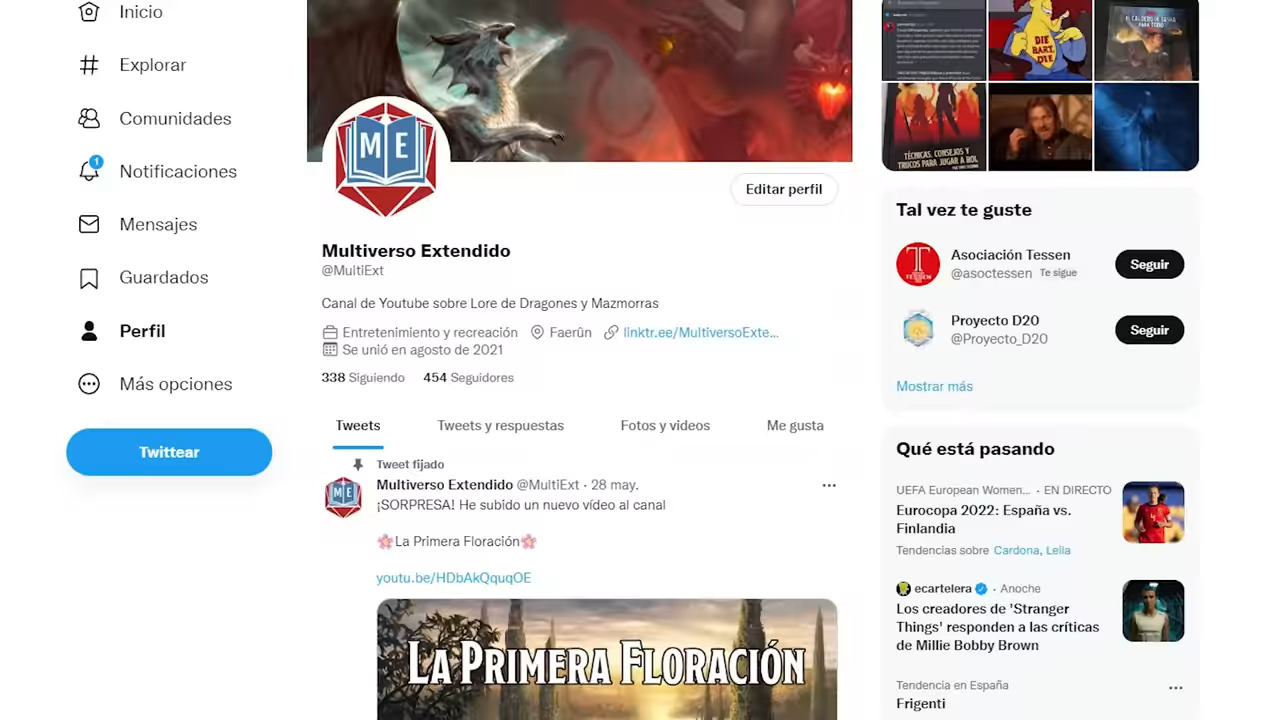 Inicio
Explorar
Comunidades
1
Notificaciones
Mensajes
Guardados
Perfil
Más opciones
Twittear
M E
Editar perfil
Multiverso Extendido
@MultiExt
Canal de Youtube sobre Lore de Dragones y Mazmorras
Entretenimiento y recreación Faerûn linktr.ee/MultiversoExte...
Se unió en agosto de 2021
338 Siguiendo 454 Seguidores
Tweets Tweets y respuestas Fotos y videos Me gusta
Tweet fijado
M E
Multiverso Extendido @MultiExt · 28 may.
¡SORPRESA! He subido un nuevo vídeo al canal
🌸La Primera Floración🌸
youtu.be/HDbAkQquqOE
LA PRIMERA FLORACIÓN
DIE
BART,
DIE
PARA TODO
TÉCNICAS, CONSEJOS Y
TRUCOS PARA JUGAR A ROL
Tal vez te guste
T
TESSEN
Asociación Tessen
@asoctessen Te sigue
Seguir
Proyecto D20
@Proyecto_D20
Seguir
Mostrar más
Qué está pasando
UEFA European Women... · EN DIRECTO
Eurocopa 2022: España vs.
Finlandia
Tendencias sobre Cardona, Leila
ecartelera · Anoche
Los creadores de 'Stranger
Things' responden a las críticas
de Millie Bobby Brown
Tendencia en España
Frigenti